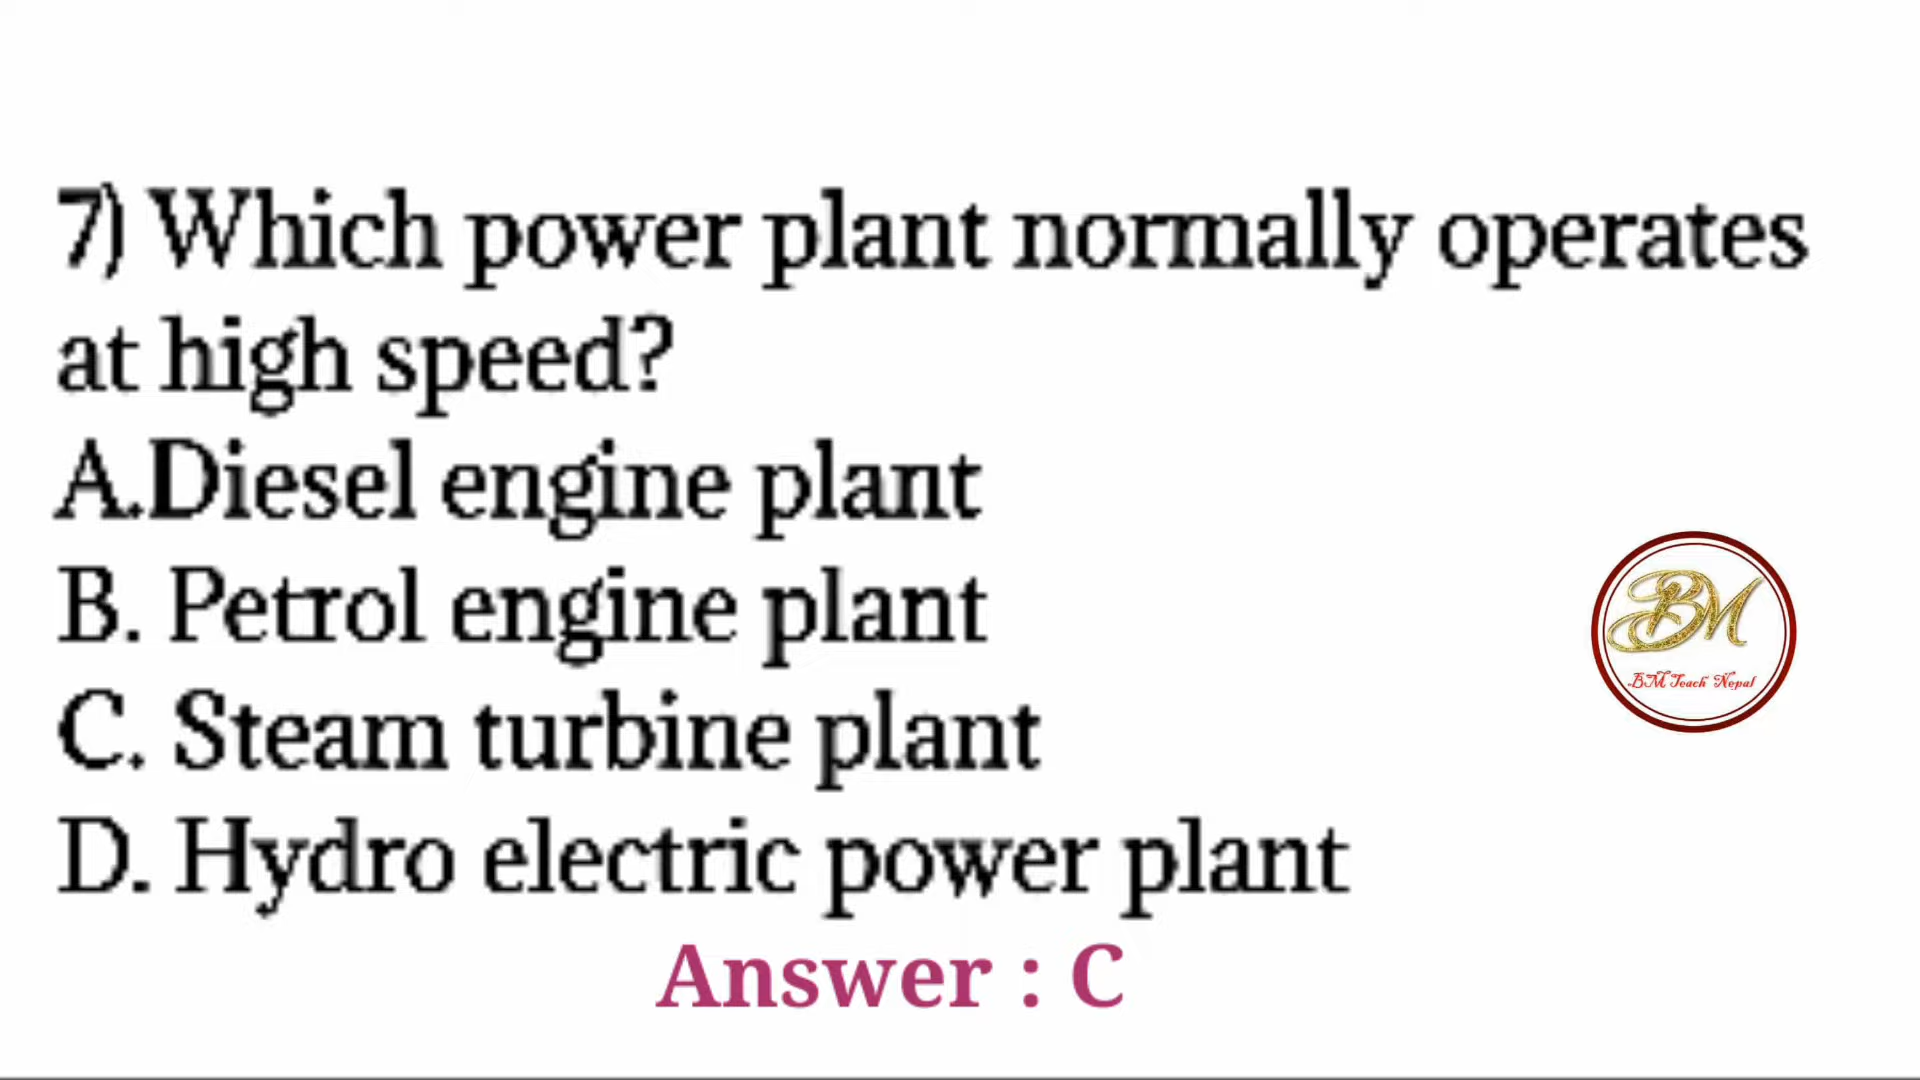 7) Which power plant normally operates
at high speed?
A.Diesel engine plant
B. Petrol engine plant
C. Steam turbine plant
D. Hydro electric power plant
BM
BM Teach Nepal
Answer : C